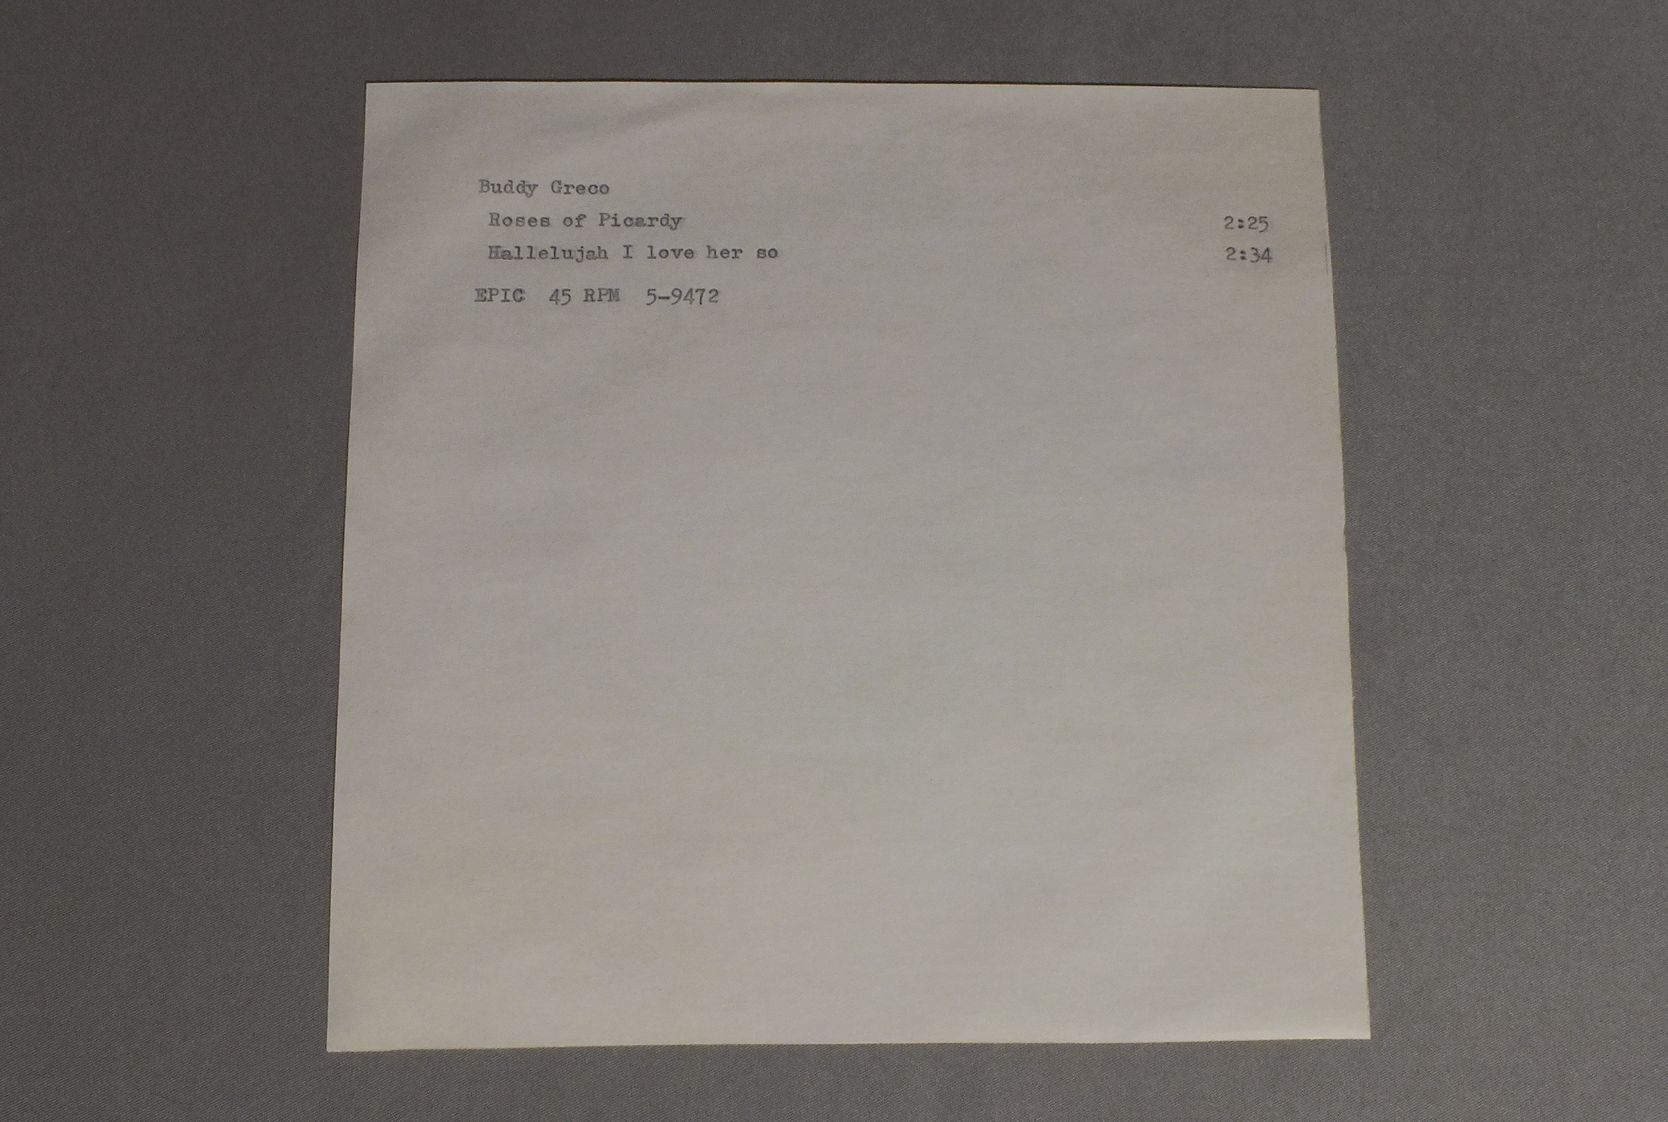 Buddy Greco
Roses of Picardy 2:25
Hallelujah I love her so 2:34
EPIC 45 RPM 5-9472